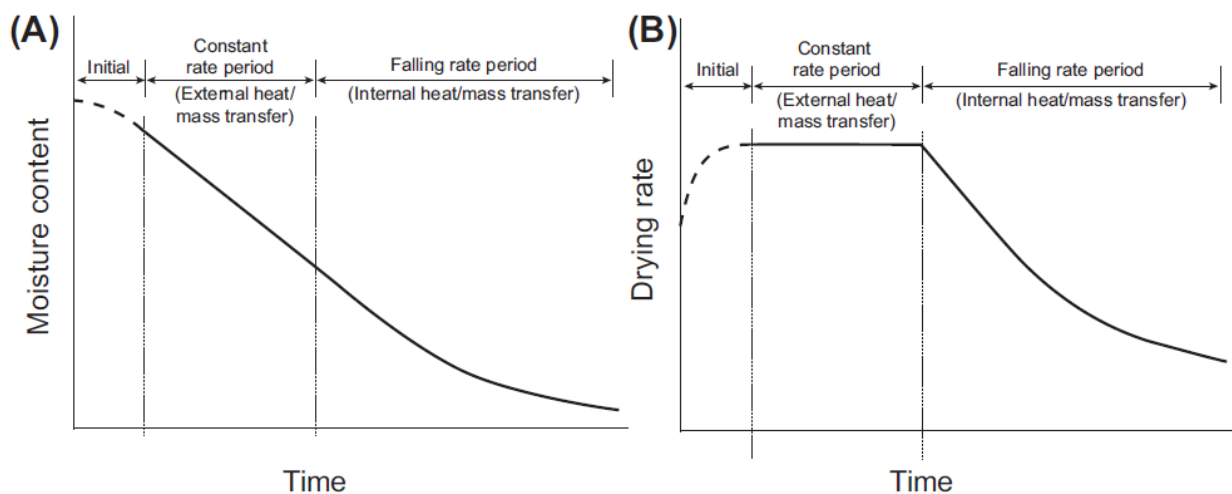 (A)
Initial
Constant
rate period
(External heat/
mass transfer)
Falling rate period
(Internal heat/mass transfer)
Moisture content
Time
(B)
Initial
Constant
rate period
(External heat/
mass transfer)
Falling rate period
(Internal heat/mass transfer)
Drying rate
Time